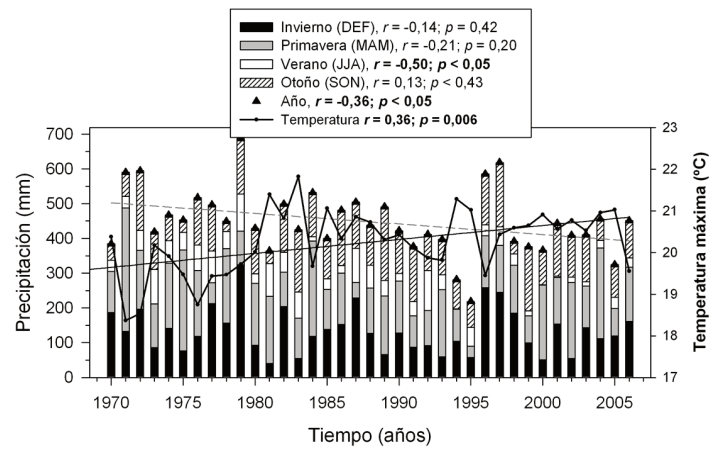 Invierno (DEF), r = -0,14; p = 0,42
Primavera (MAM), r = -0,21; p = 0,20
Verano (JJA), r = -0,50; p < 0,05
Otoño (SON), r = 0,13; p < 0,43
Año, r = -0,36; p < 0,05
Temperatura r = 0,36; p = 0,006
Precipitación (mm)
700
600
500
400
300
200
100
0
23
22
21
20
19
18
17
Temperatura máxima (ºC)
1970 1975 1980 1985 1990 1995 2000 2005
Tiempo (años)